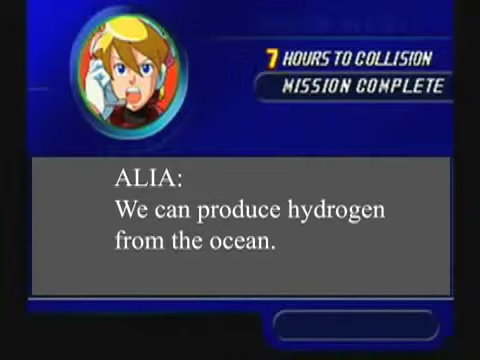 7 HOURS TO COLLISION
MISSION COMPLETE
ALIA:
We can produce hydrogen
from the ocean.